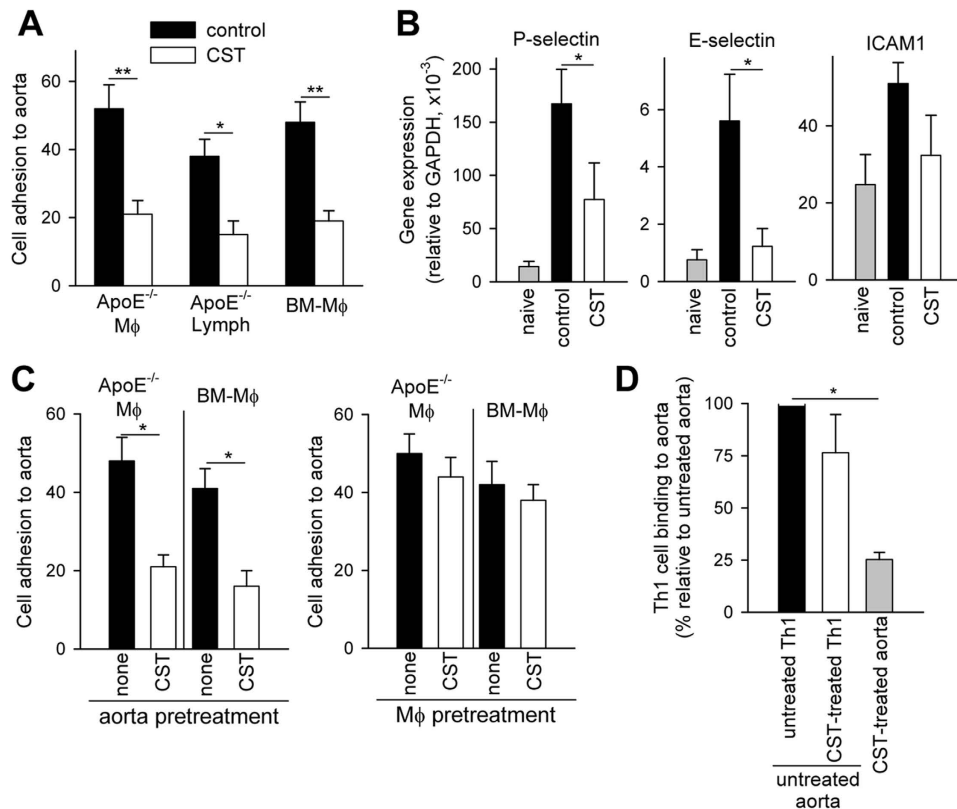 A
control
CST
Cell adhesion to aorta
60
40
20
0
**
*
**
ApoE⁻/⁻
Mϕ
ApoE⁻/⁻
Lymph
BM-Mϕ
B
Gene expression
(relative to GAPDH, x10⁻³)
P-selectin
200
150
100
50
0
*
naive
control
CST
E-selectin
6
4
2
0
*
naive
control
CST
ICAM1
40
20
0
naive
control
CST
C
Cell adhesion to aorta
ApoE⁻/⁻
Mϕ
BM-Mϕ
60
40
20
0
*
*
none
CST
none
CST
aorta pretreatment
Cell adhesion to aorta
ApoE⁻/⁻
Mϕ
BM-Mϕ
60
40
20
0
none
CST
none
CST
Mϕ pretreatment
D
Th1 cell binding to aorta
(% relative to untreated aorta)
100
75
50
25
0
*
untreated Th1
CST-treated Th1
CST-treated aorta
untreated
aorta